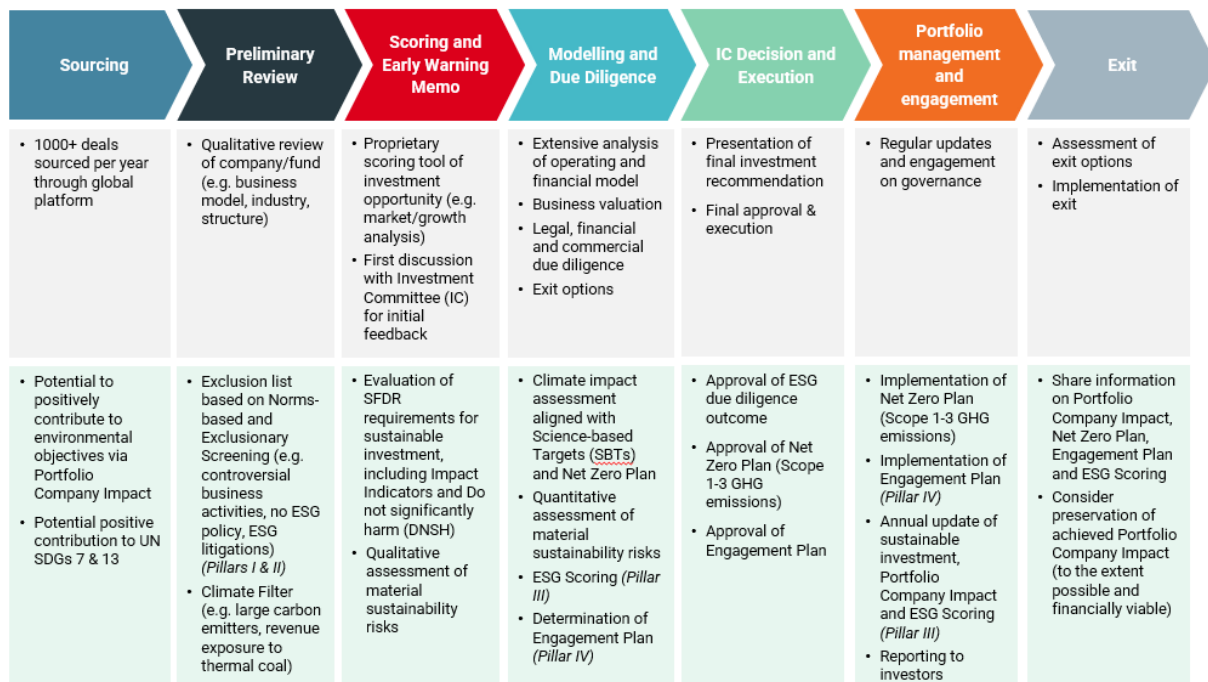 Sourcing
Preliminary
Review
Scoring and
Early Warning
Memo
Modelling and
Due Diligence
IC Decision and
Execution
Portfolio
management
and
engagement
Exit
• 1000+ deals
sourced per year
through global
platform
• Qualitative review
of company/fund
(e.g. business
model, industry,
structure)
• Proprietary
scoring tool of
investment
opportunity (e.g.
market/growth
analysis)
• First discussion
with Investment
Committee (IC)
for initial
feedback
• Extensive analysis
of operating and
financial model
• Business valuation
• Legal, financial
and commercial
due diligence
• Exit options
• Presentation of
final investment
recommendation
• Final approval &
execution
• Regular updates
and engagement
on governance
• Assessment of
exit options
• Implementation of
exit
• Potential to
positively
contribute to
environmental
objectives via
Portfolio
Company Impact
• Potential positive
contribution to UN
SDGs 7 & 13
• Exclusion list
based on Norms-
based and
Exclusionary
Screening (e.g.
controversial
business
activities, no ESG
policy, ESG
litigations)
(Pillars I & II)
• Climate Filter
(e.g. large carbon
emitters, revenue
exposure to
thermal coal)
• Evaluation of
SFDR
requirements for
sustainable
investment,
including Impact
Indicators and Do
not significantly
harm (DNSH)
• Qualitative
assessment of
material
sustainability
risks
• Climate impact
assessment
aligned with
Science-based
Targets (SBTs)
and Net Zero Plan
• Quantitative
assessment of
material
sustainability risks
• ESG Scoring (Pillar
III)
• Determination of
Engagement Plan
(Pillar IV)
• Approval of ESG
due diligence
outcome
• Approval of Net
Zero Plan (Scope
1-3 GHG
emissions)
• Approval of
Engagement Plan
• Implementation of
Net Zero Plan
(Scope 1-3 GHG
emissions)
• Implementation of
Engagement Plan
(Pillar IV)
• Annual update of
sustainable
investment,
Portfolio
Company Impact
and ESG Scoring
(Pillar III)
• Reporting to
investors
• Share information
on Portfolio
Company Impact,
Net Zero Plan,
Engagement Plan
and ESG Scoring
• Consider
preservation of
achieved Portfolio
Company Impact
(to the extent
possible and
financially viable)